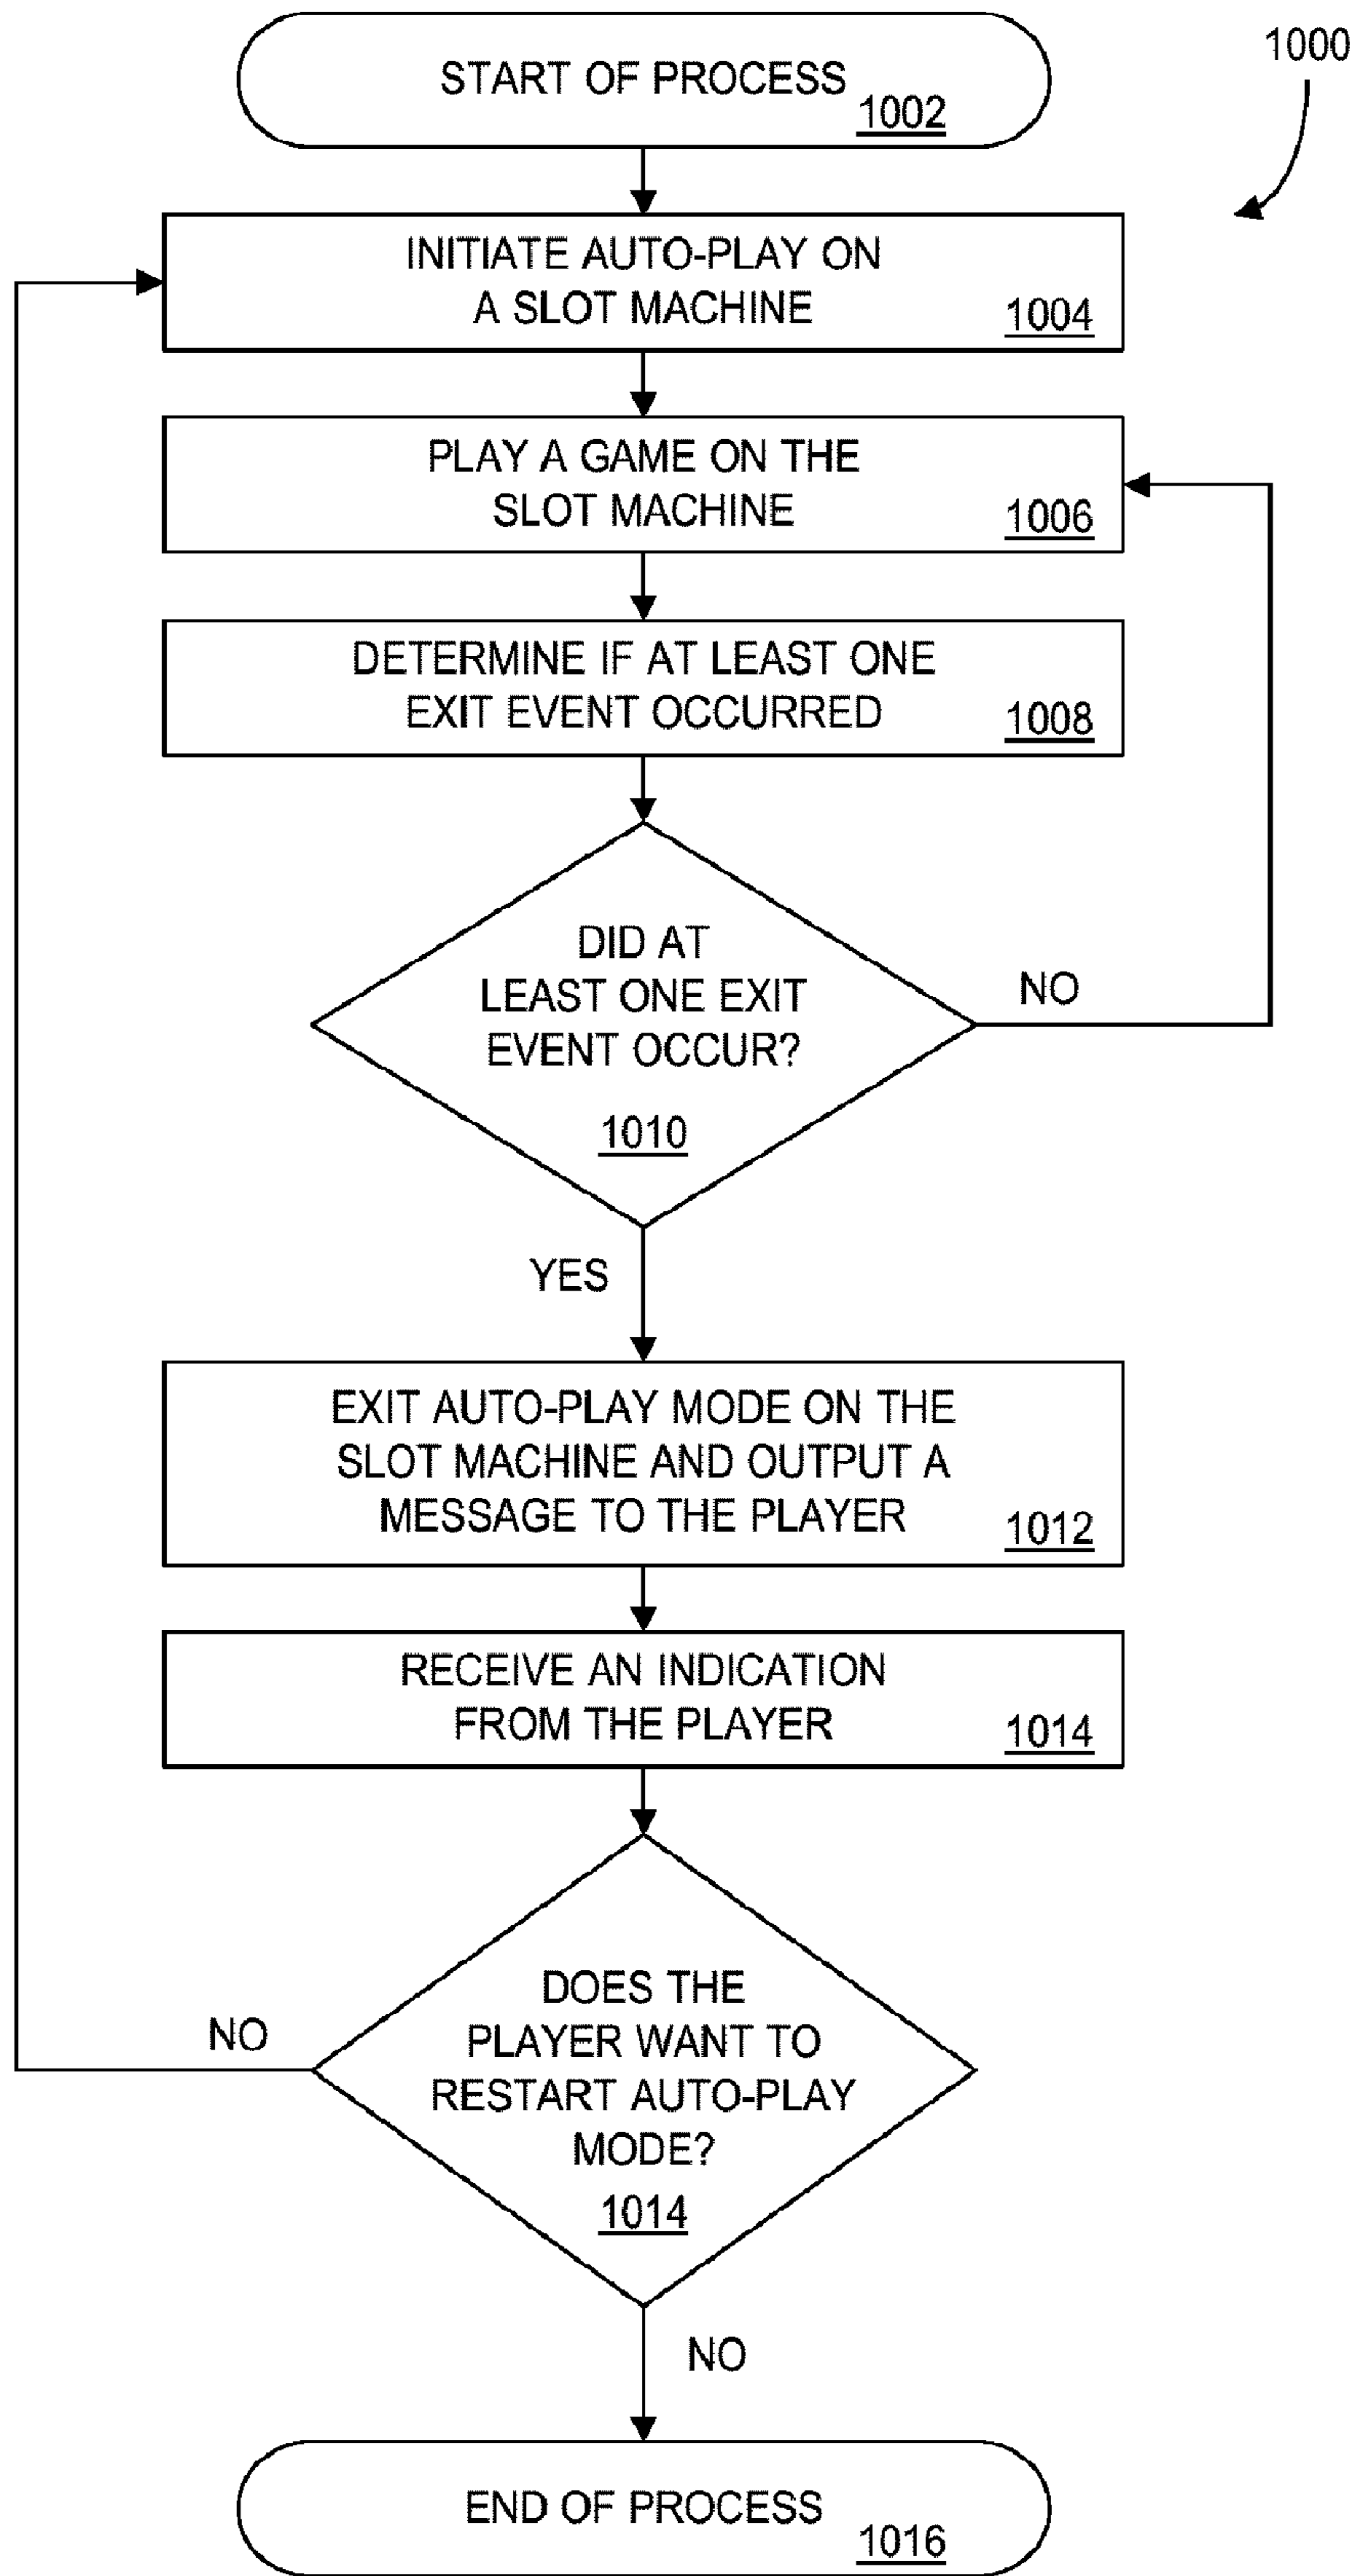 1000
START OF PROCESS
1002
INITIATE AUTO-PLAY ON
A SLOT MACHINE
1004
PLAY A GAME ON THE
SLOT MACHINE
1006
DETERMINE IF AT LEAST ONE
EXIT EVENT OCCURRED
1008
DID AT
LEAST ONE EXIT
EVENT OCCUR?
1010
NO
YES
EXIT AUTO-PLAY MODE ON THE
SLOT MACHINE AND OUTPUT A
MESSAGE TO THE PLAYER
1012
RECEIVE AN INDICATION
FROM THE PLAYER
1014
DOES THE
PLAYER WANT TO
RESTART AUTO-PLAY
MODE?
1014
NO
NO
END OF PROCESS
1016